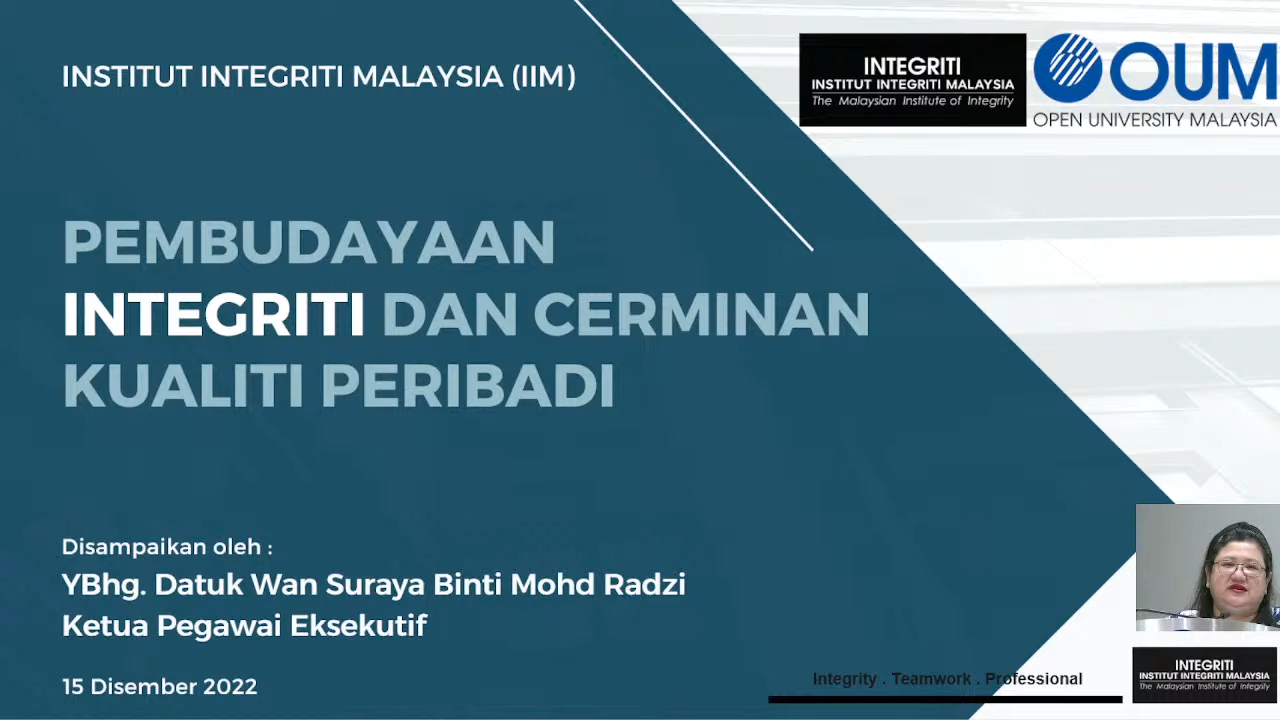 INSTITUT INTEGRITI MALAYSIA (IIM)
INTEGRITI
INSTITUT INTEGRITI MALAYSIA
The Malaysian Institute of Integrity
OUM
OPEN UNIVERSITY MALAYSIA
PEMBUDAYAAN
INTEGRITI DAN CERMINAN
KUALITI PERIBADI
Disampaikan oleh :
YBhg. Datuk Wan Suraya Binti Mohd Radzi
Ketua Pegawai Eksekutif
15 Disember 2022
Integrity . Teamwork . Professional
INTEGRITI
INSTITUT INTEGRITI MALAYSIA
The Malaysian Institute of Integrity